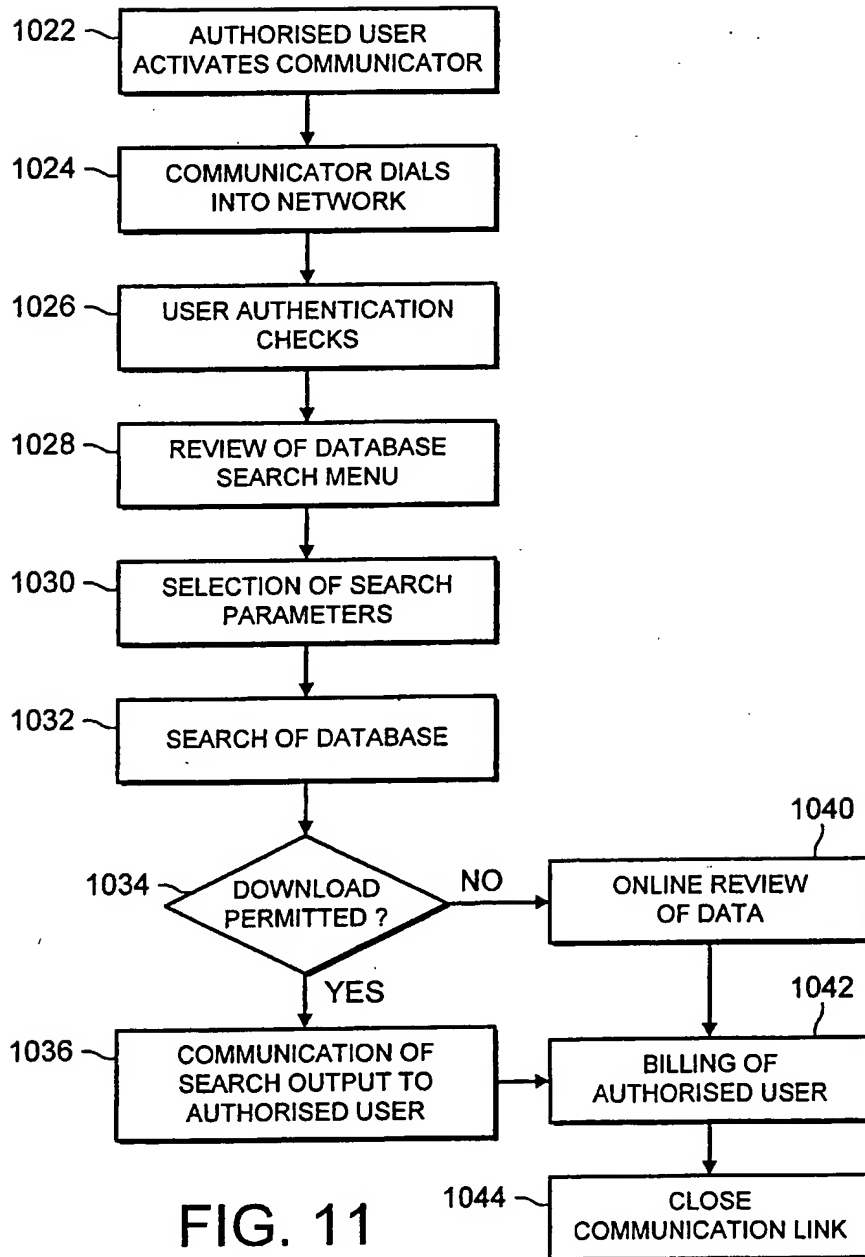 1022
AUTHORISED USER
ACTIVATES COMMUNICATOR
1024
COMMUNICATOR DIALS
INTO NETWORK
1026
USER AUTHENTICATION
CHECKS
1028
REVIEW OF DATABASE
SEARCH MENU
1030
SELECTION OF SEARCH
PARAMETERS
1032
SEARCH OF DATABASE
1034
DOWNLOAD
PERMITTED ?
NO
1040
ONLINE REVIEW
OF DATA
YES
1036
COMMUNICATION OF
SEARCH OUTPUT TO
AUTHORISED USER
1042
BILLING OF
AUTHORISED USER
1044
CLOSE
COMMUNICATION LINK
FIG. 11